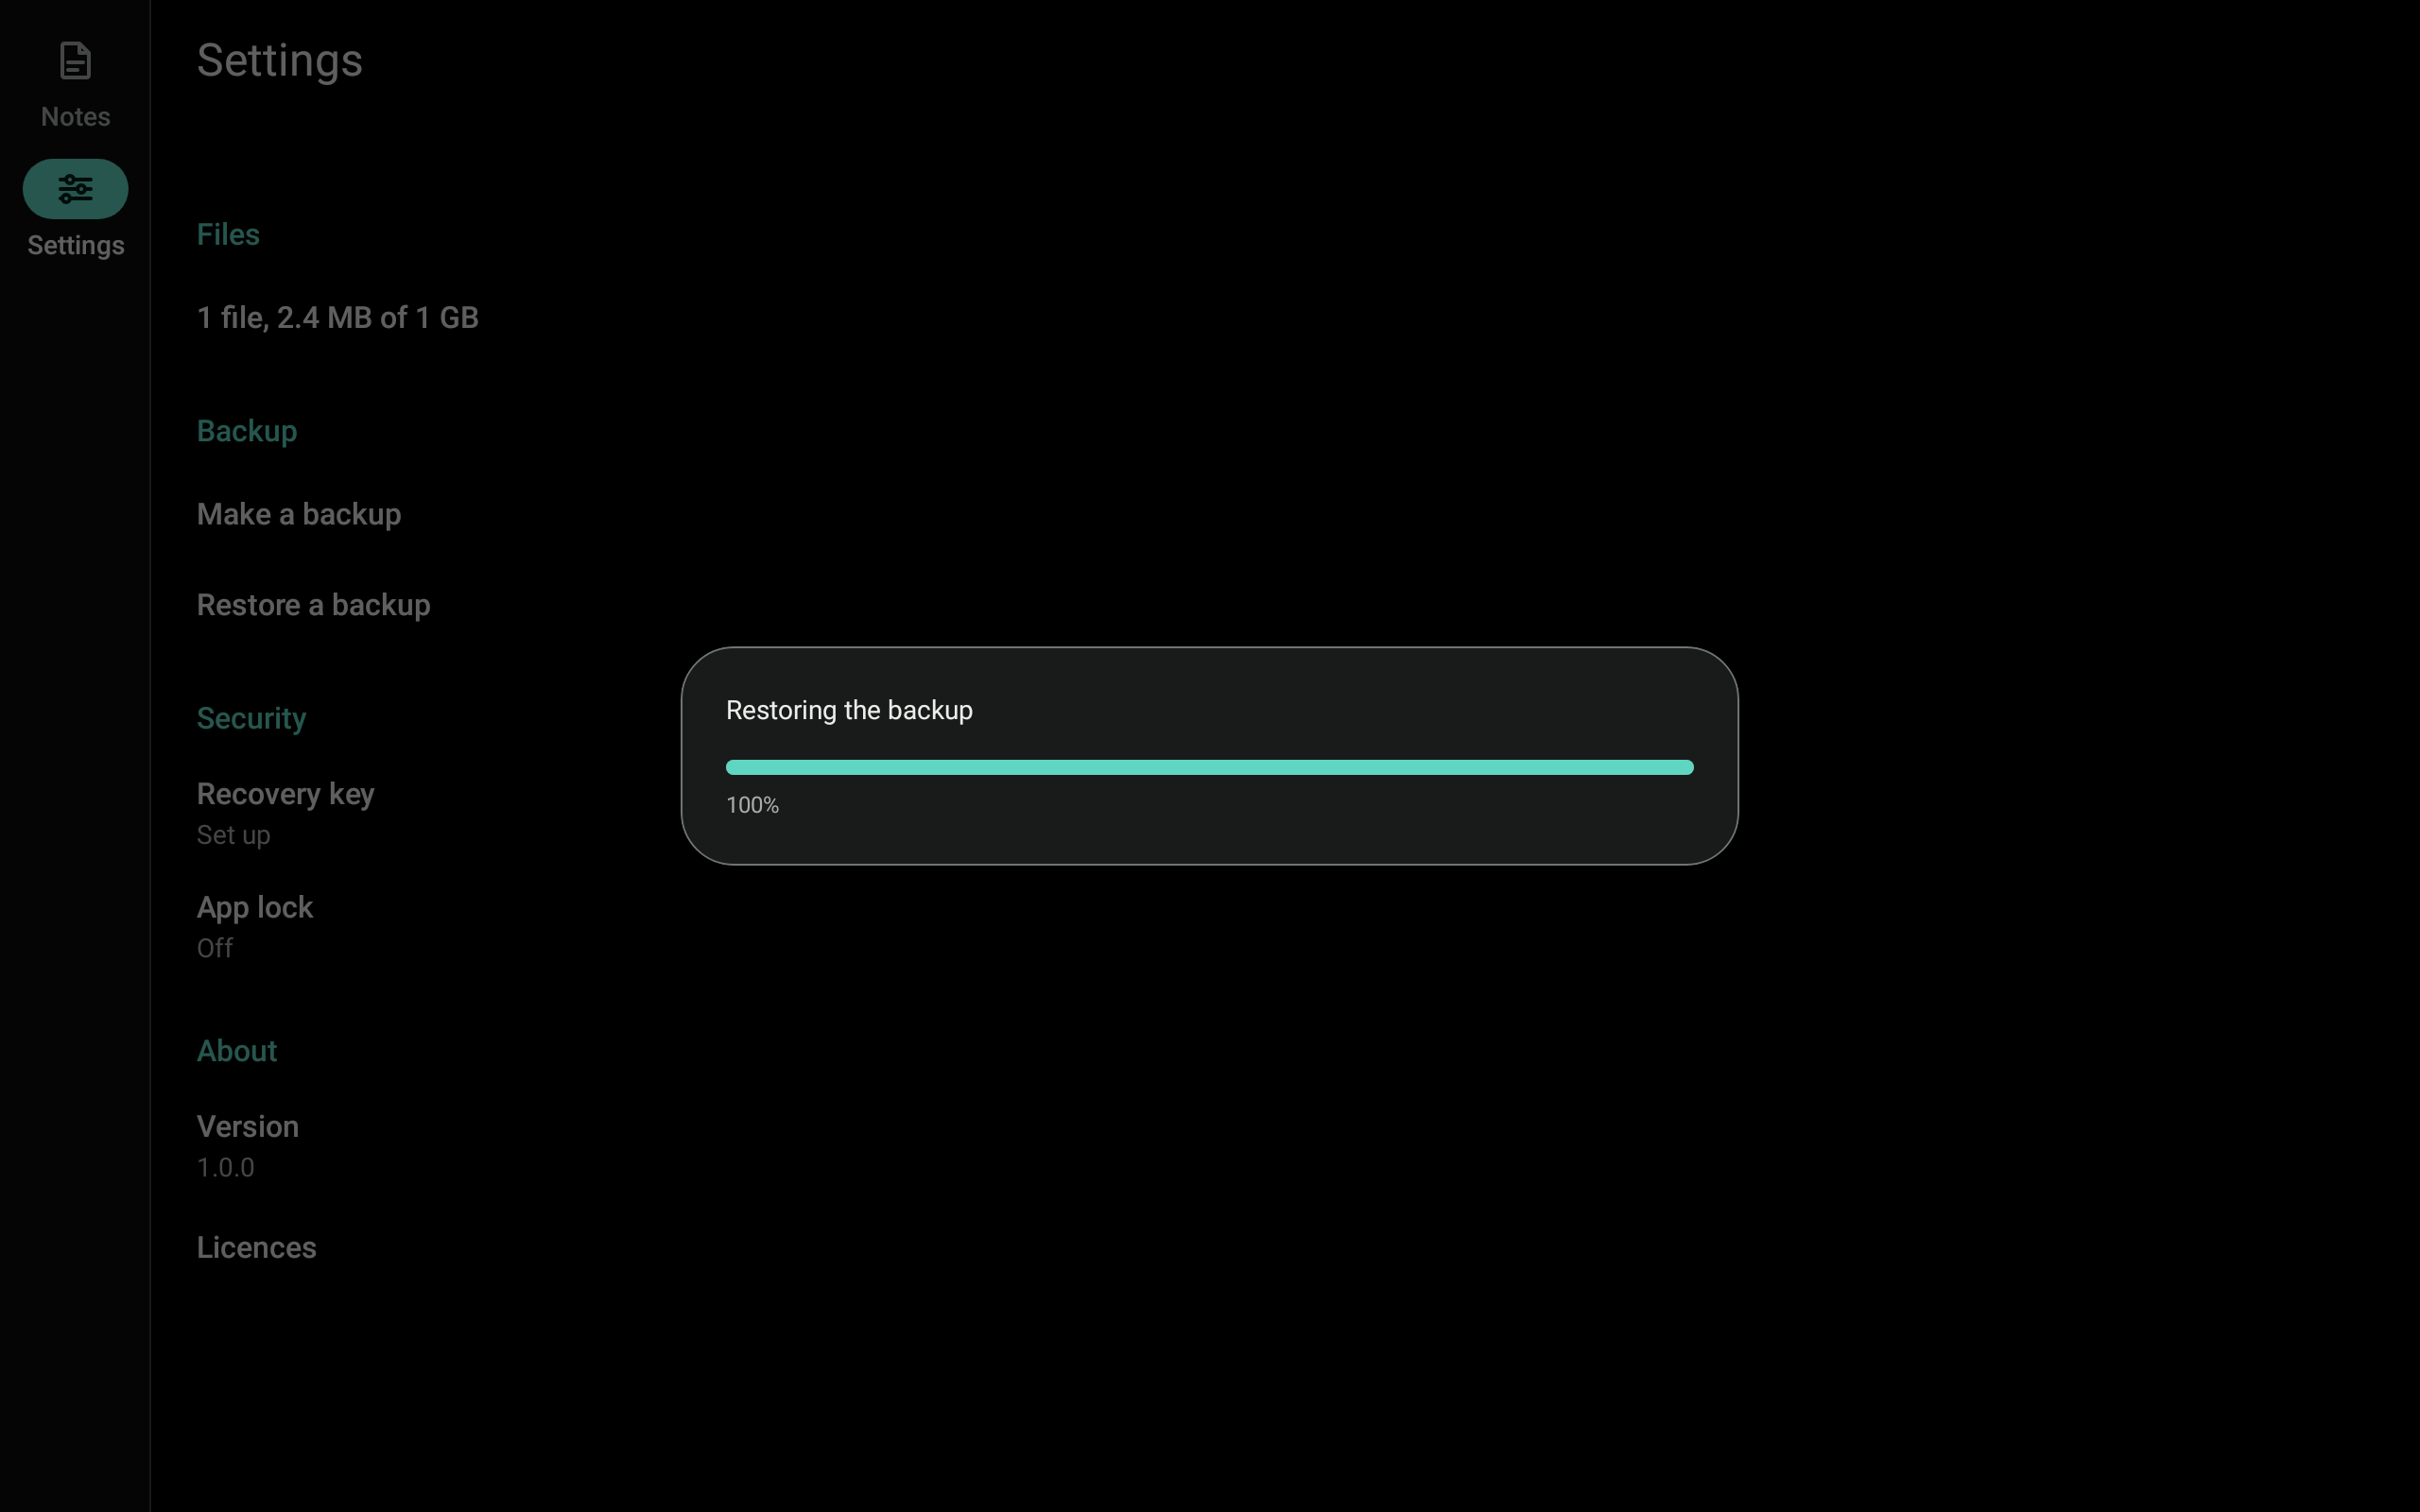 Notes
Settings
Settings
Files
1 file, 2.4 MB of 1 GB
Backup
Make a backup
Restore a backup
Security
Recovery key
Set up
App lock
Off
About
Version
1.0.0
Licences
Restoring the backup
100%